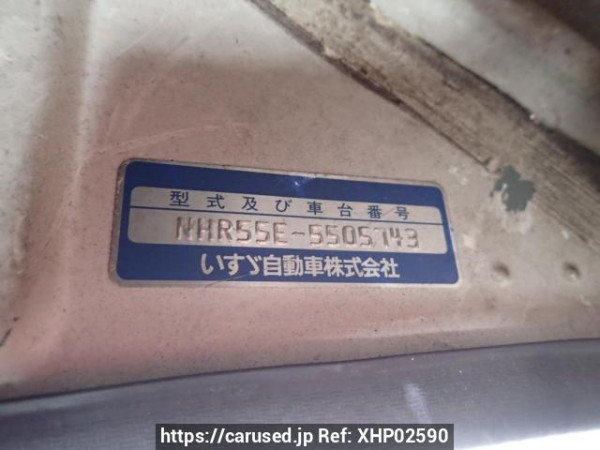 型式及び車台番号
NHR55E-5505743
いすゞ自動車株式会社
https://carused.jp Ref: XHP02590